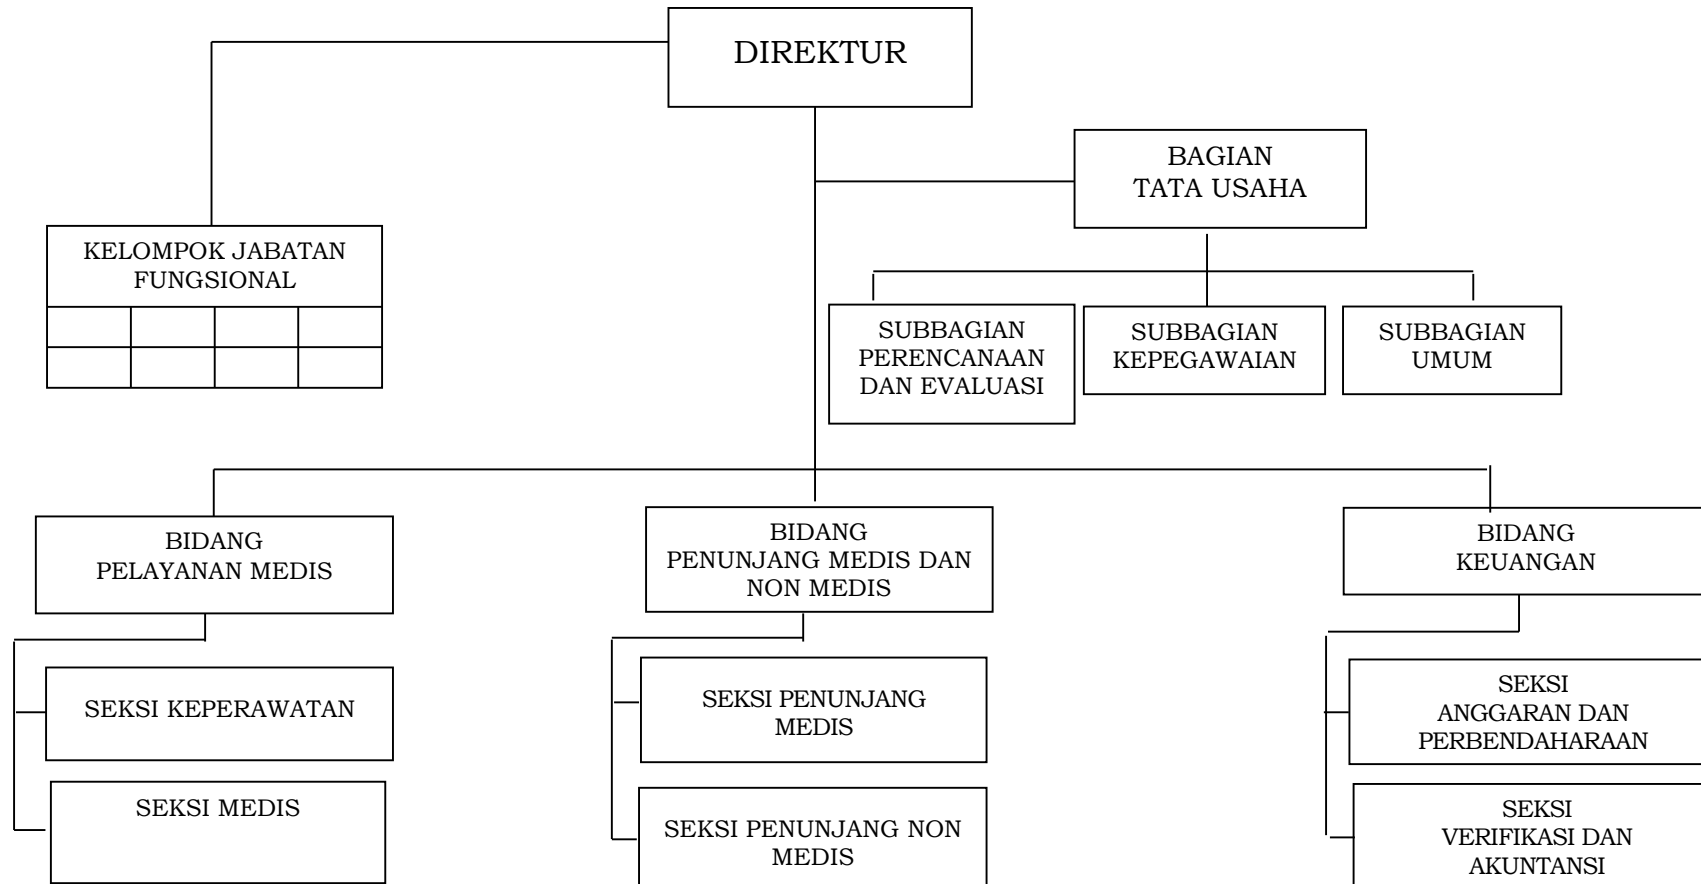 DIREKTUR
BAGIAN
TATA USAHA
KELOMPOK JABATAN
FUNGSIONAL
SUBBAGIAN
PERENCANAAN
DAN EVALUASI
SUBBAGIAN
KEPEGAWAIAN
SUBBAGIAN
UMUM
BIDANG
PELAYANAN MEDIS
BIDANG
PENUNJANG MEDIS DAN
NON MEDIS
BIDANG
KEUANGAN
SEKSI KEPERAWATAN
SEKSI PENUNJANG
MEDIS
SEKSI
ANGGARAN DAN
PERBENDAHARAAN
SEKSI MEDIS
SEKSI PENUNJANG NON
MEDIS
SEKSI
VERIFIKASI DAN
AKUNTANSI